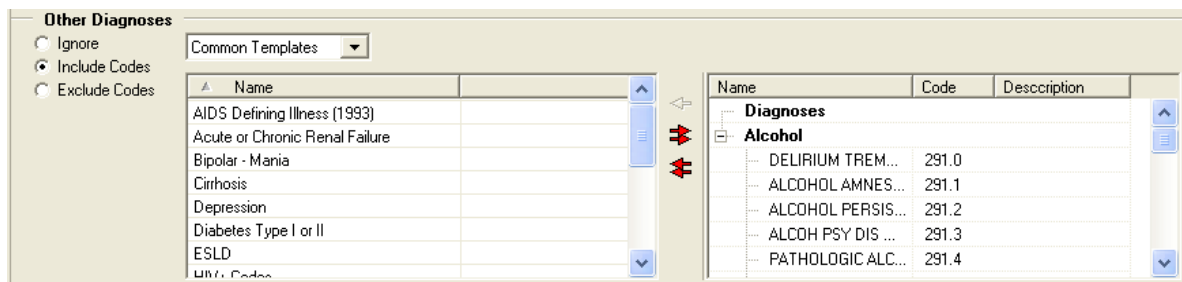 Other Diagnoses
Ignore
Include Codes
Exclude Codes
Common Templates
Name
AIDS Defining Illness (1993)
Acute or Chronic Renal Failure
Bipolar - Mania
Cirrhosis
Depression
Diabetes Type I or II
ESLD
HIV+ Codes
Name Code Desccription
Diagnoses
Alcohol
DELIRIUM TREM... 291.0
ALCOHOL AMNES... 291.1
ALCOHOL PERSIS... 291.2
ALCOH PSY DIS ... 291.3
PATHOLOGIC ALC... 291.4